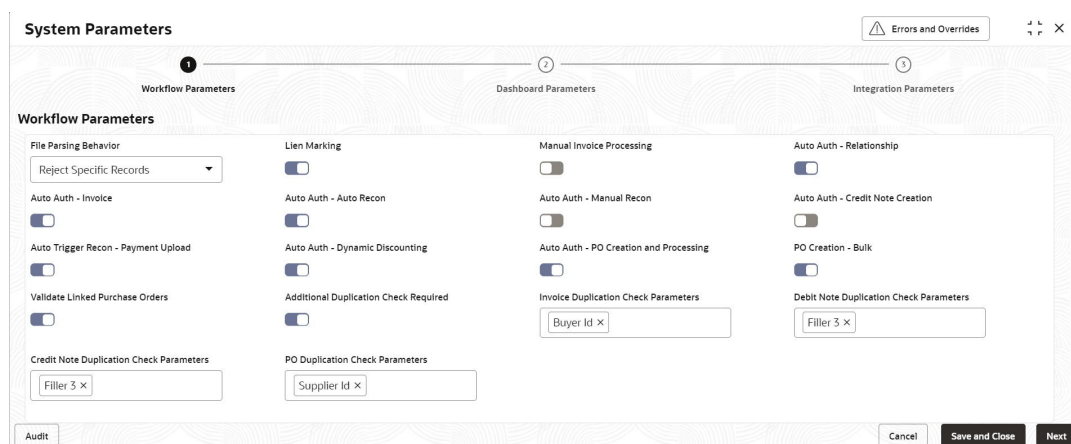 System Parameters
Errors and Overrides
1
2
3
Workflow Parameters
Dashboard Parameters
Integration Parameters
Workflow Parameters
File Parsing Behavior
Lien Marking
Manual Invoice Processing
Auto Auth - Relationship
Reject Specific Records
Auto Auth - Invoice
Auto Auth - Auto Recon
Auto Auth - Manual Recon
Auto Auth - Credit Note Creation
Auto Trigger Recon - Payment Upload
Auto Auth - Dynamic Discounting
Auto Auth - PO Creation and Processing
PO Creation - Bulk
Validate Linked Purchase Orders
Additional Duplication Check Required
Invoice Duplication Check Parameters
Debit Note Duplication Check Parameters
Buyer Id ×
Filler 3 ×
Credit Note Duplication Check Parameters
PO Duplication Check Parameters
Filler 3 ×
Supplier Id ×
Audit
Cancel
Save and Close
Next